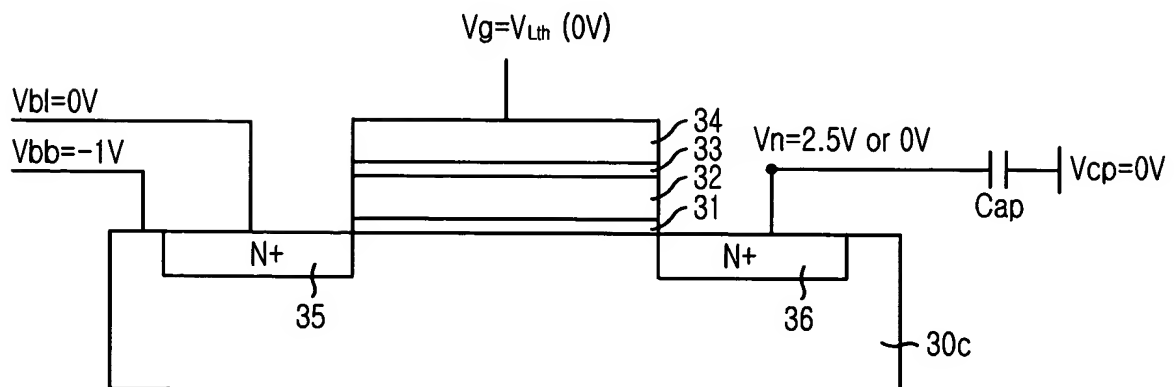 Vg=VLth (0V)
Vbl=0V
Vbb=-1V
34
33
32
31
Vn=2.5V or 0V
Vcp=0V
Cap
N+
N+
35
36
30c